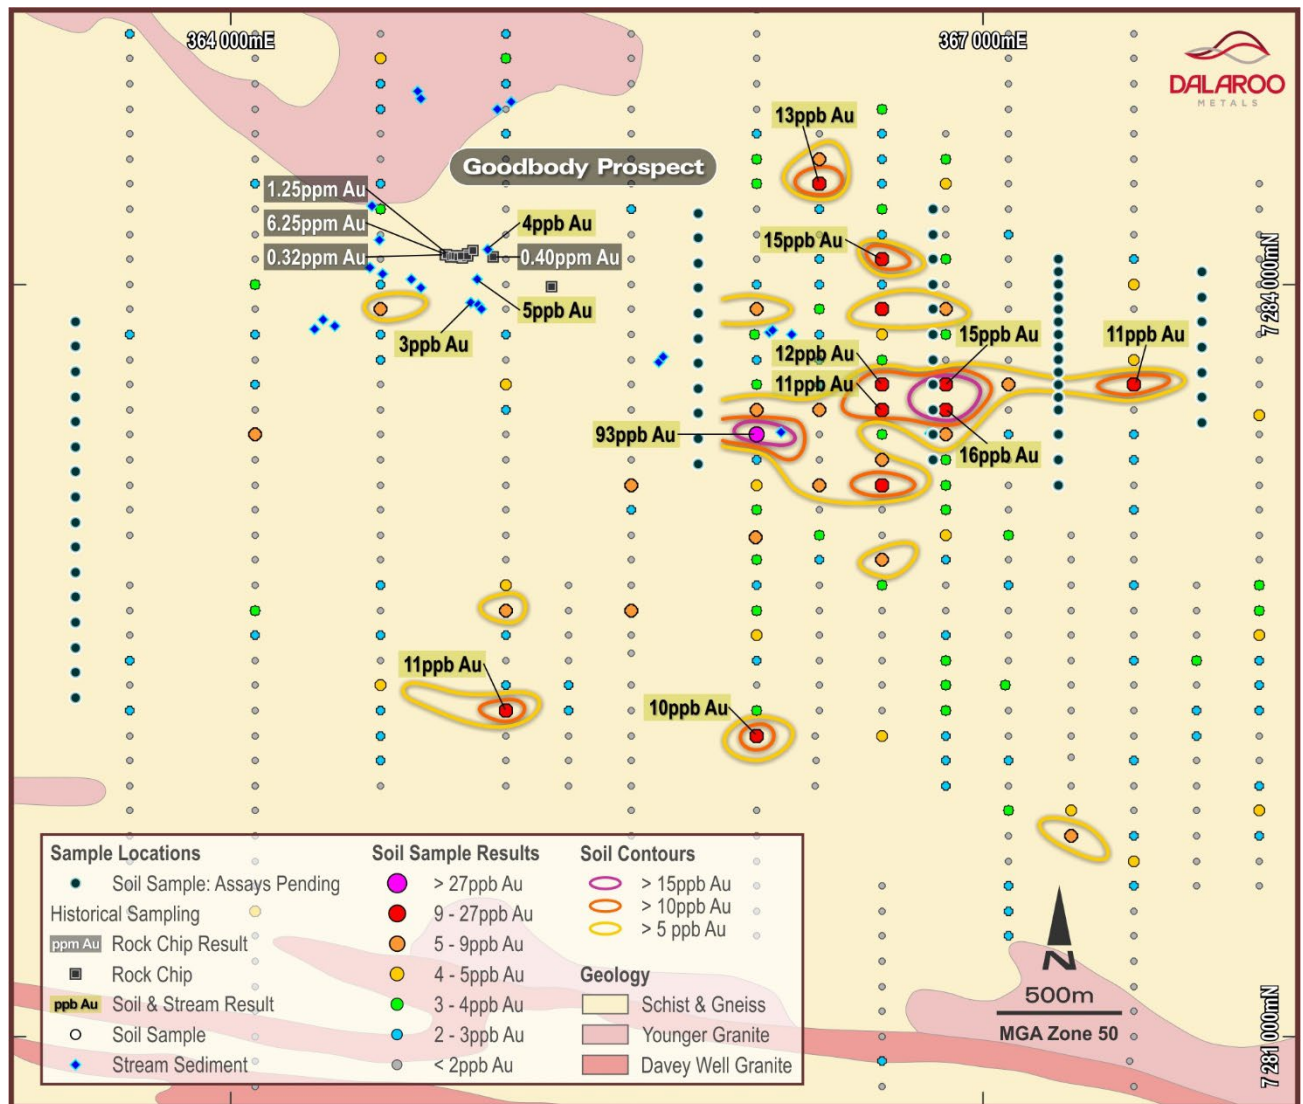 364 000mE
367 000mE
DALAROO
METALS
13ppb Au
Goodbody Prospect
1.25ppm Au
6.25ppm Au
4ppb Au
0.32ppm Au
0.40ppm Au
15ppb Au
7 284 000mN
5ppb Au
3ppb Au
12ppb Au
15ppb Au
11ppb Au
11ppb Au
93ppb Au
16ppb Au
11ppb Au
10ppb Au
Sample Locations
Soil Sample: Assays Pending
Historical Sampling
ppm Au Rock Chip Result
Rock Chip
ppb Au Soil & Stream Result
Soil Sample
Stream Sediment
Soil Sample Results
> 27ppb Au
9 - 27ppb Au
5 - 9ppb Au
4 - 5ppb Au
3 - 4ppb Au
2 - 3ppb Au
< 2ppb Au
Soil Contours
> 15ppb Au
> 10ppb Au
> 5 ppb Au
Geology
Schist & Gneiss
Younger Granite
Davey Well Granite
N
500m
MGA Zone 50
7 281 000mN